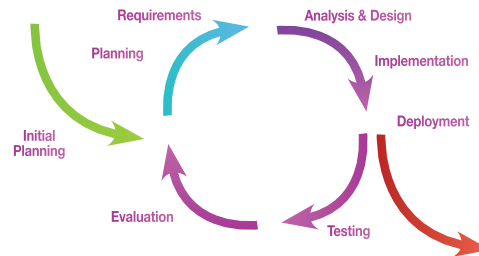 Requirements
Analysis & Design
Planning
Implementation
Deployment
Initial
Planning
Evaluation
Testing